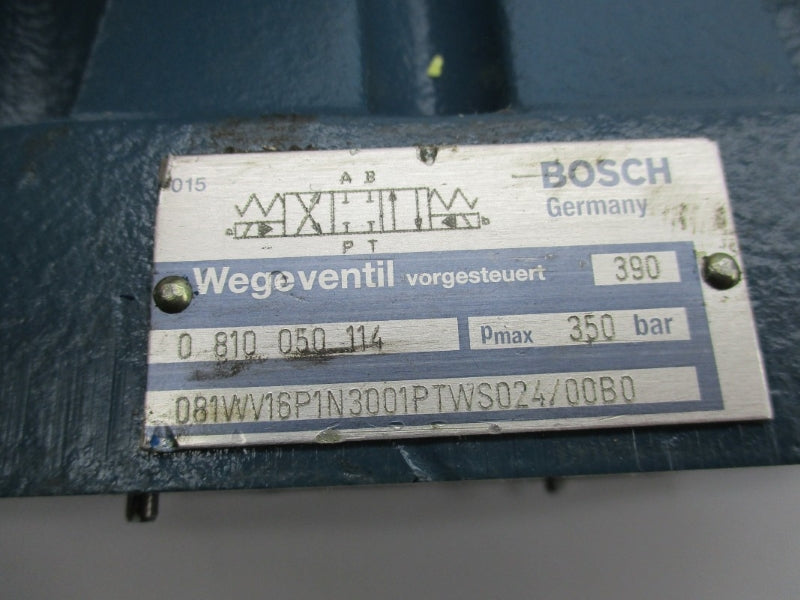 015
A B
BOSCH
Germany
P T
Wegeventil vorgesteuert 390
0 810 050 114 pmax 350 bar
081WV16P1N3001PTWS024/00B0